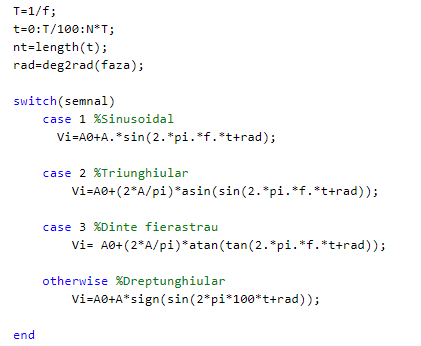 T=1/f;
t=0:T/100:N*T;
nt=length(t);
rad=deg2rad(faza);
switch(semnal)
case 1 %Sinusoidal
Vi=A0+A.*sin(2.*pi.*f.*t+rad);
case 2 %Triunghiular
Vi=A0+(2*A/pi)*asin(sin(2.*pi.*f.*t+rad));
case 3 %Dinte fierastrau
Vi= A0+(2*A/pi)*atan(tan(2.*pi.*f.*t+rad));
otherwise %Dreptunghiular
Vi=A0+A*sign(sin(2*pi*100*t+rad));
end